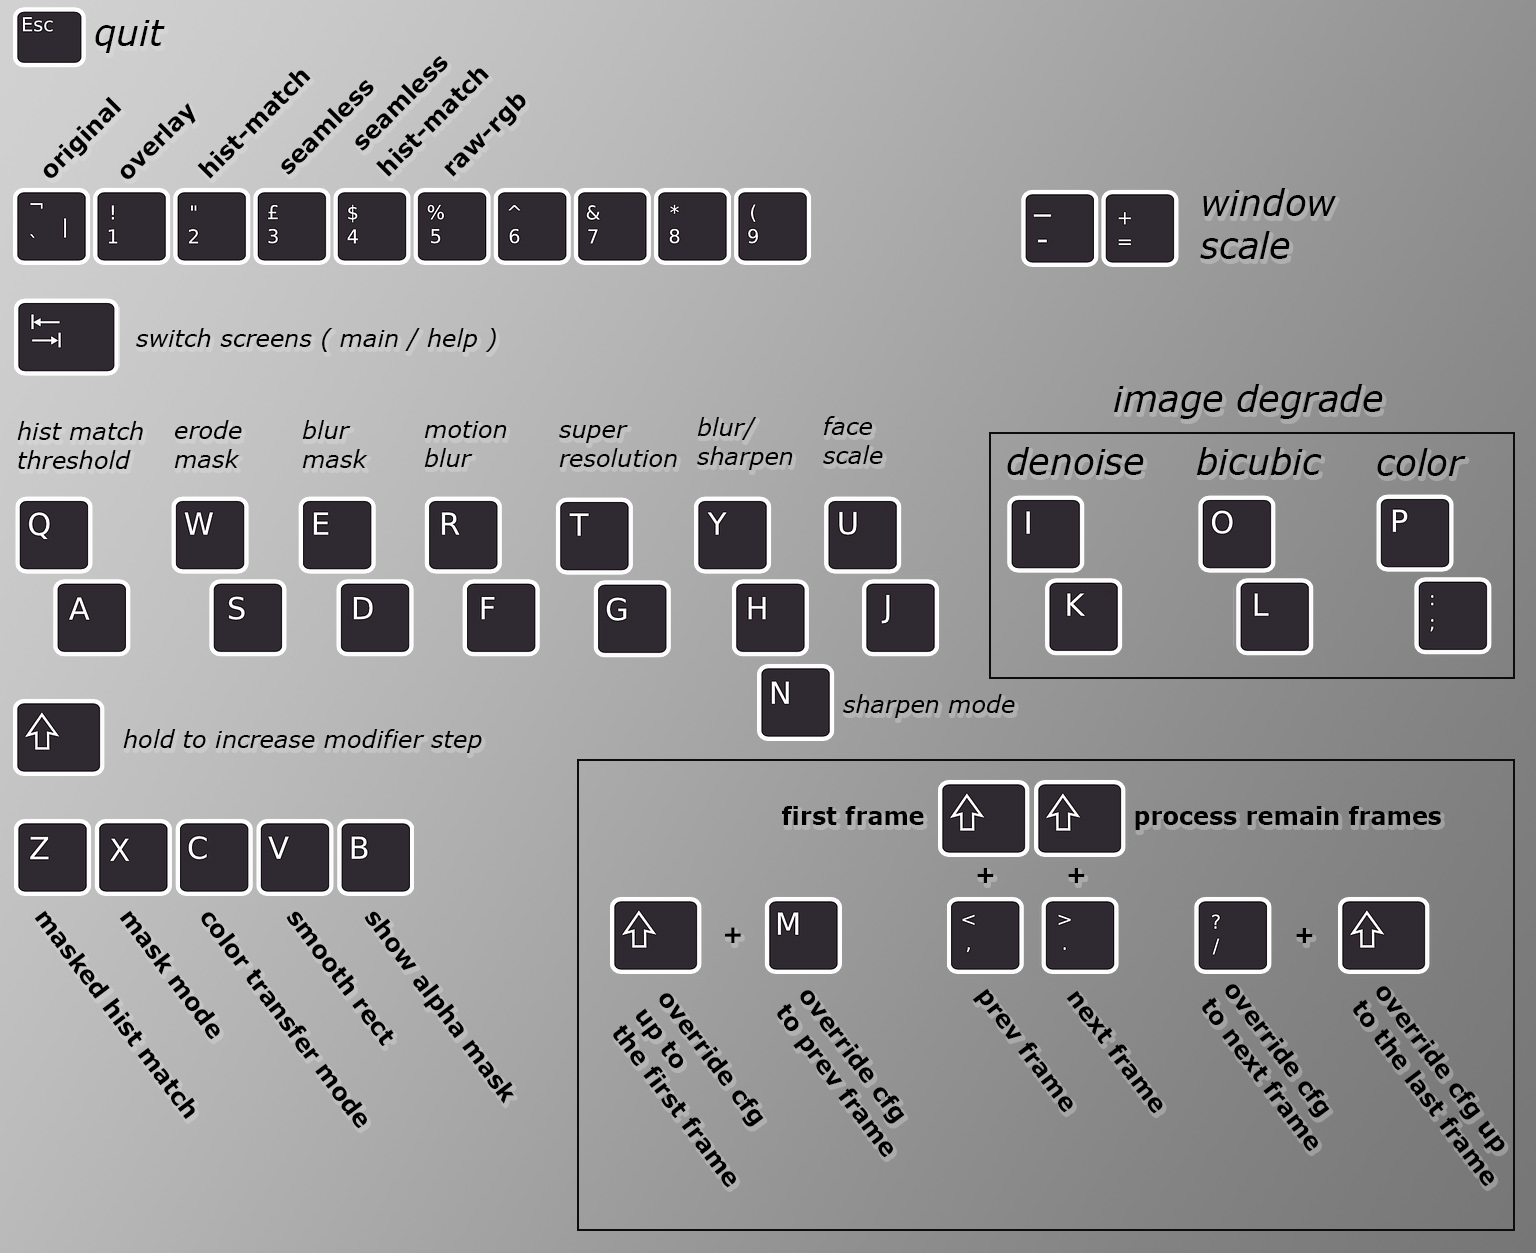 Esc
quit
original
overlay
hist-match
seamless
seamless
hist-match
raw-rgb
¬ ` |
! 1
" 2
£ 3
$ 4
% 5
^ 6
& 7
* 8
( 9
_ -
+ =
window
scale
switch screens ( main / help )
hist match
threshold
erode
mask
blur
mask
motion
blur
super
resolution
blur/
sharpen
face
scale
image degrade
denoise
bicubic
color
Q
W
E
R
T
Y
U
I
O
P
A
S
D
F
G
H
J
K
L
: ;
N
sharpen mode
hold to increase modifier step
Z
X
C
V
B
masked hist match
mask mode
color transfer mode
smooth rect
show alpha mask
first frame
process remain frames
+
+
+
M
< ,
> .
? /
+
override cfg
up to
the first frame
override cfg
to prev frame
prev frame
next frame
override cfg
to next frame
override cfg up
to the last frame